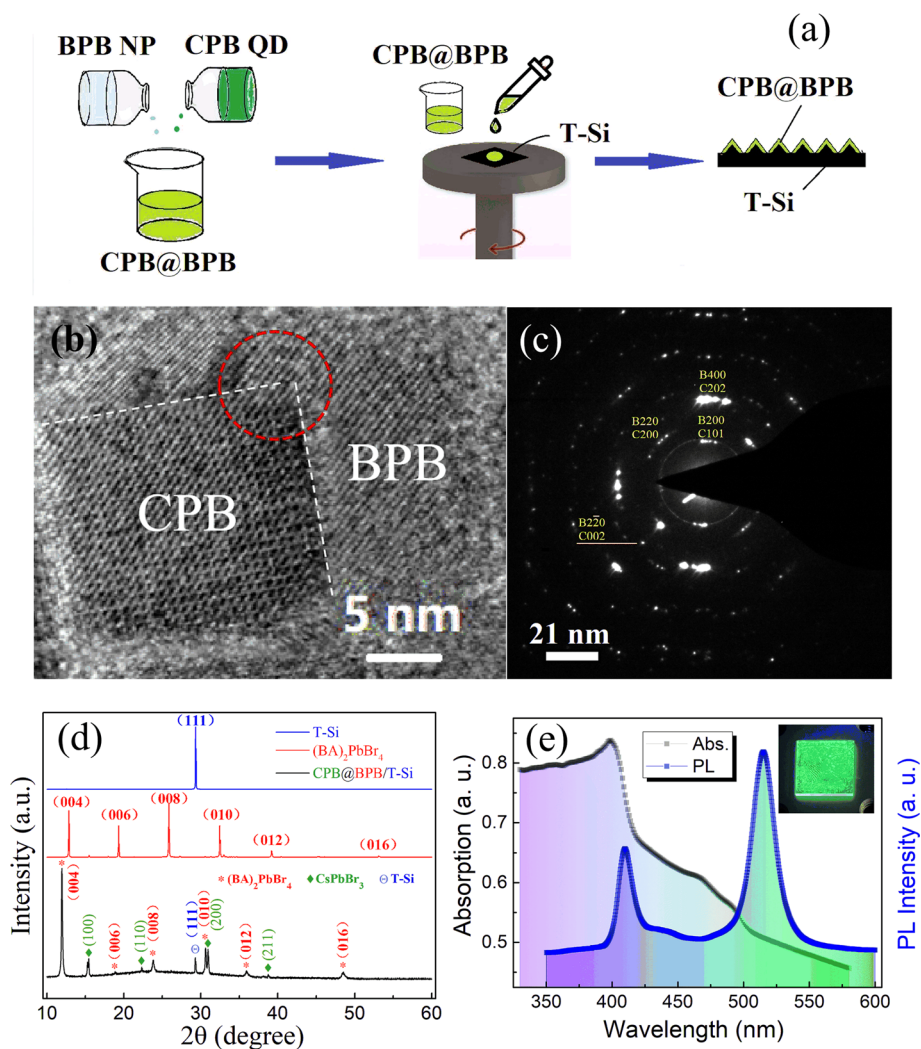 (a)
BPB NP
CPB QD
CPB@BPB
CPB@BPB
T-Si
CPB@BPB
T-Si
(b)
CPB
BPB
5 nm
(c)
B400
C202
B220
C200
B200
C101
B22̄0
C002
21 nm
(d)
(111)
T-Si
(BA)2PbBr4
CPB@BPB/T-Si
(004)
(006)
(008)
(010)
(012)
(016)
*(BA)2PbBr4
♦CsPbBr3
⊖ T-Si
*
(004)
♦(100)
*(006)
♦(110)
*(008)
⊖(111)
*(010)
♦(200)
*(012)
♦(211)
*(016)
Intensity (a.u.)
10 20 30 40 50 60
2θ (degree)
(e)
Abs.
PL
Absorption (a. u.)
0.8
0.7
0.6
0.5
PL Intensity (a. u.)
350 400 450 500 550 600
Wavelength (nm)